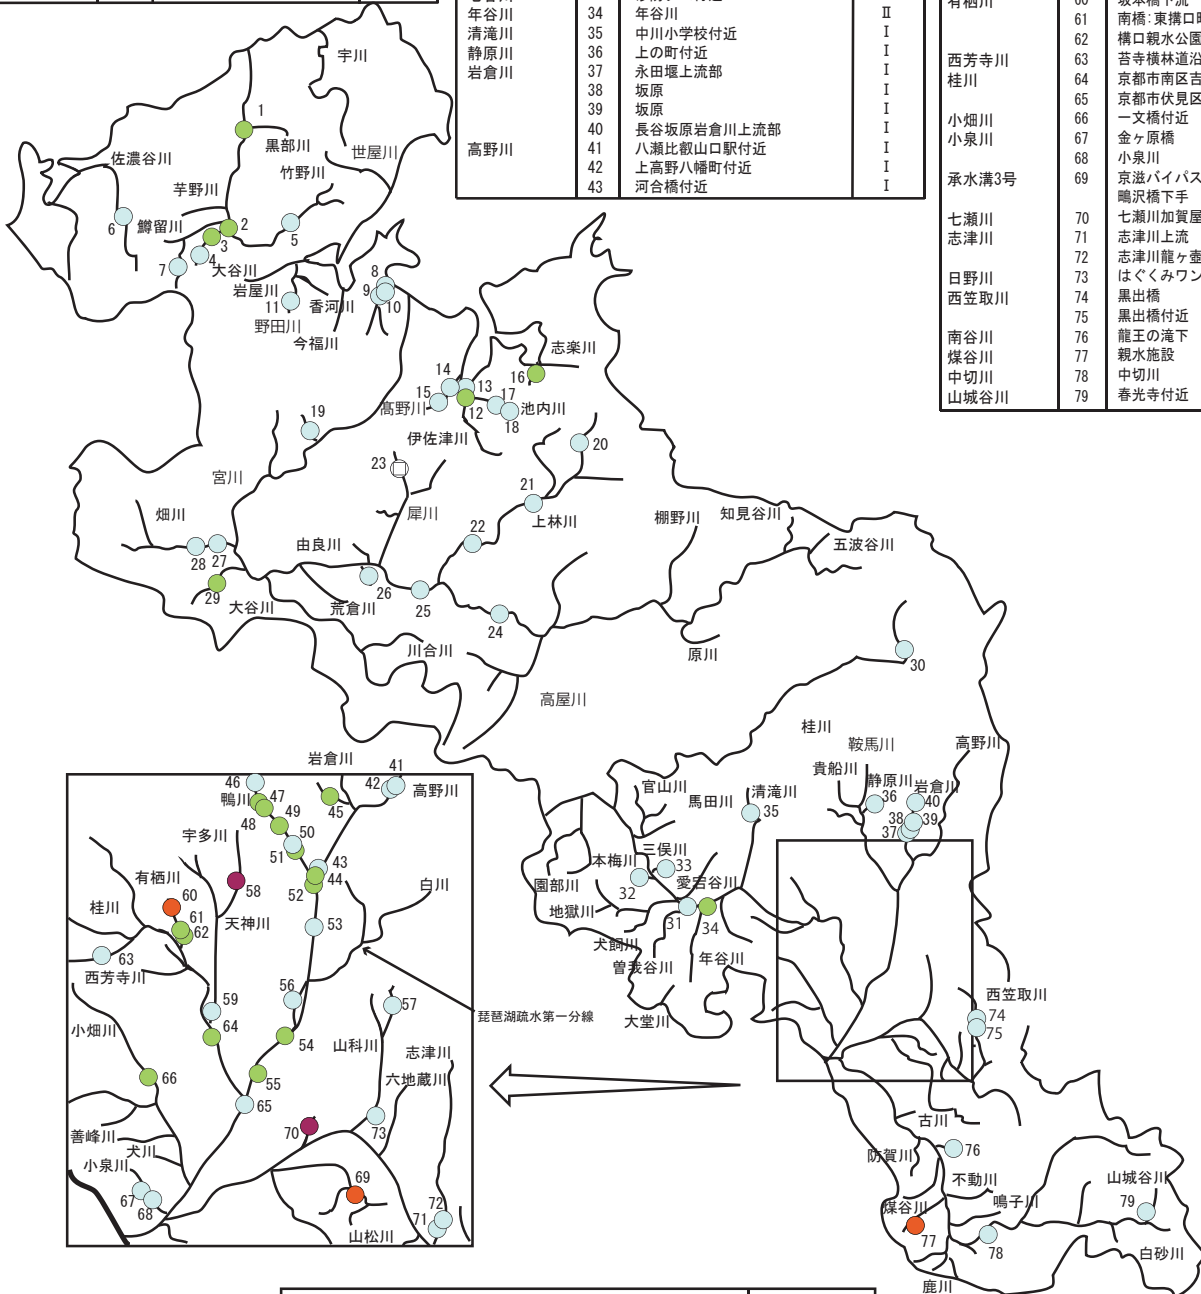 年谷川 34 年谷川 Ⅱ
清滝川 35 中川小学校付近 Ⅰ
静原川 36 上の町付近 Ⅰ
岩倉川 37 永田堰上流部 Ⅰ
38 坂原 Ⅰ
39 坂原 Ⅰ
40 長谷坂原岩倉川上流部 Ⅰ
高野川 41 八瀬比叡山口駅付近 Ⅰ
42 上高野八幡町付近 Ⅰ
43 河合橋付近 Ⅰ
有栖川 60 坂本橋下流
61 南橋:東溝口町
62 構口親水公園
西芳寺川 63 苔寺横林道沿
桂川 64 京都市南区吉
65 京都市伏見区
小畑川 66 一文橋付近
小泉川 67 金ヶ原橋
68 小泉川
承水溝3号 69 京滋バイパス
鴫沢橋下手
七瀬川 70 七瀬川加賀屋
志津川 71 志津川上流
72 志津川龍ヶ壺
日野川 73 はぐくみワン
西笠取川 74 黒出橋
75 黒出橋付近
南谷川 76 龍王の滝下
煤谷川 77 親水施設
中切川 78 中切川
山城谷川 79 春光寺付近
宇川
1
黒部川
世屋川
佐濃谷川
竹野川
芋野川
6
鱒留川
2
3
5
4
7
大谷川
8
岩屋川
9
10
11
香河川
野田川
今福川
志楽川
14
13
16
15
17
髙野川
12
18
池内川
19
伊佐津川
20
23
宮川
21
犀川
上林川
棚野川
知見谷川
畑川
22
五波谷川
由良川
28
27
29
26
25
24
大谷川
荒倉川
川合川
原川
30
高屋川
桂川
鞍馬川
高野川
貴船川
静原川
岩倉川
官山川
馬田川
清滝川
35
36
40
38
39
37
三俣川
本梅川
33
園部川
32
愛宕谷川
地獄川
31
34
犬飼川
曽我谷川
年谷川
大堂川
西笠取川
74
75
岩倉川
41
46
42
高野川
鴨川
47
45
49
48
宇多川
50
51
43
有栖川
44
58
52
白川
60
桂川
61
天神川
53
62
63
西芳寺川
56
57
59
琵琶湖疏水第一分線
小畑川
64
54
山科川
志津川
六地蔵川
66
55
65
70
73
善峰川
犬川
小泉川
69
67
68
72
71
山松川
古川
防賀川
76
不動川
山城谷川
煤谷川
鳴子川
79
77
78
白砂川
鹿川